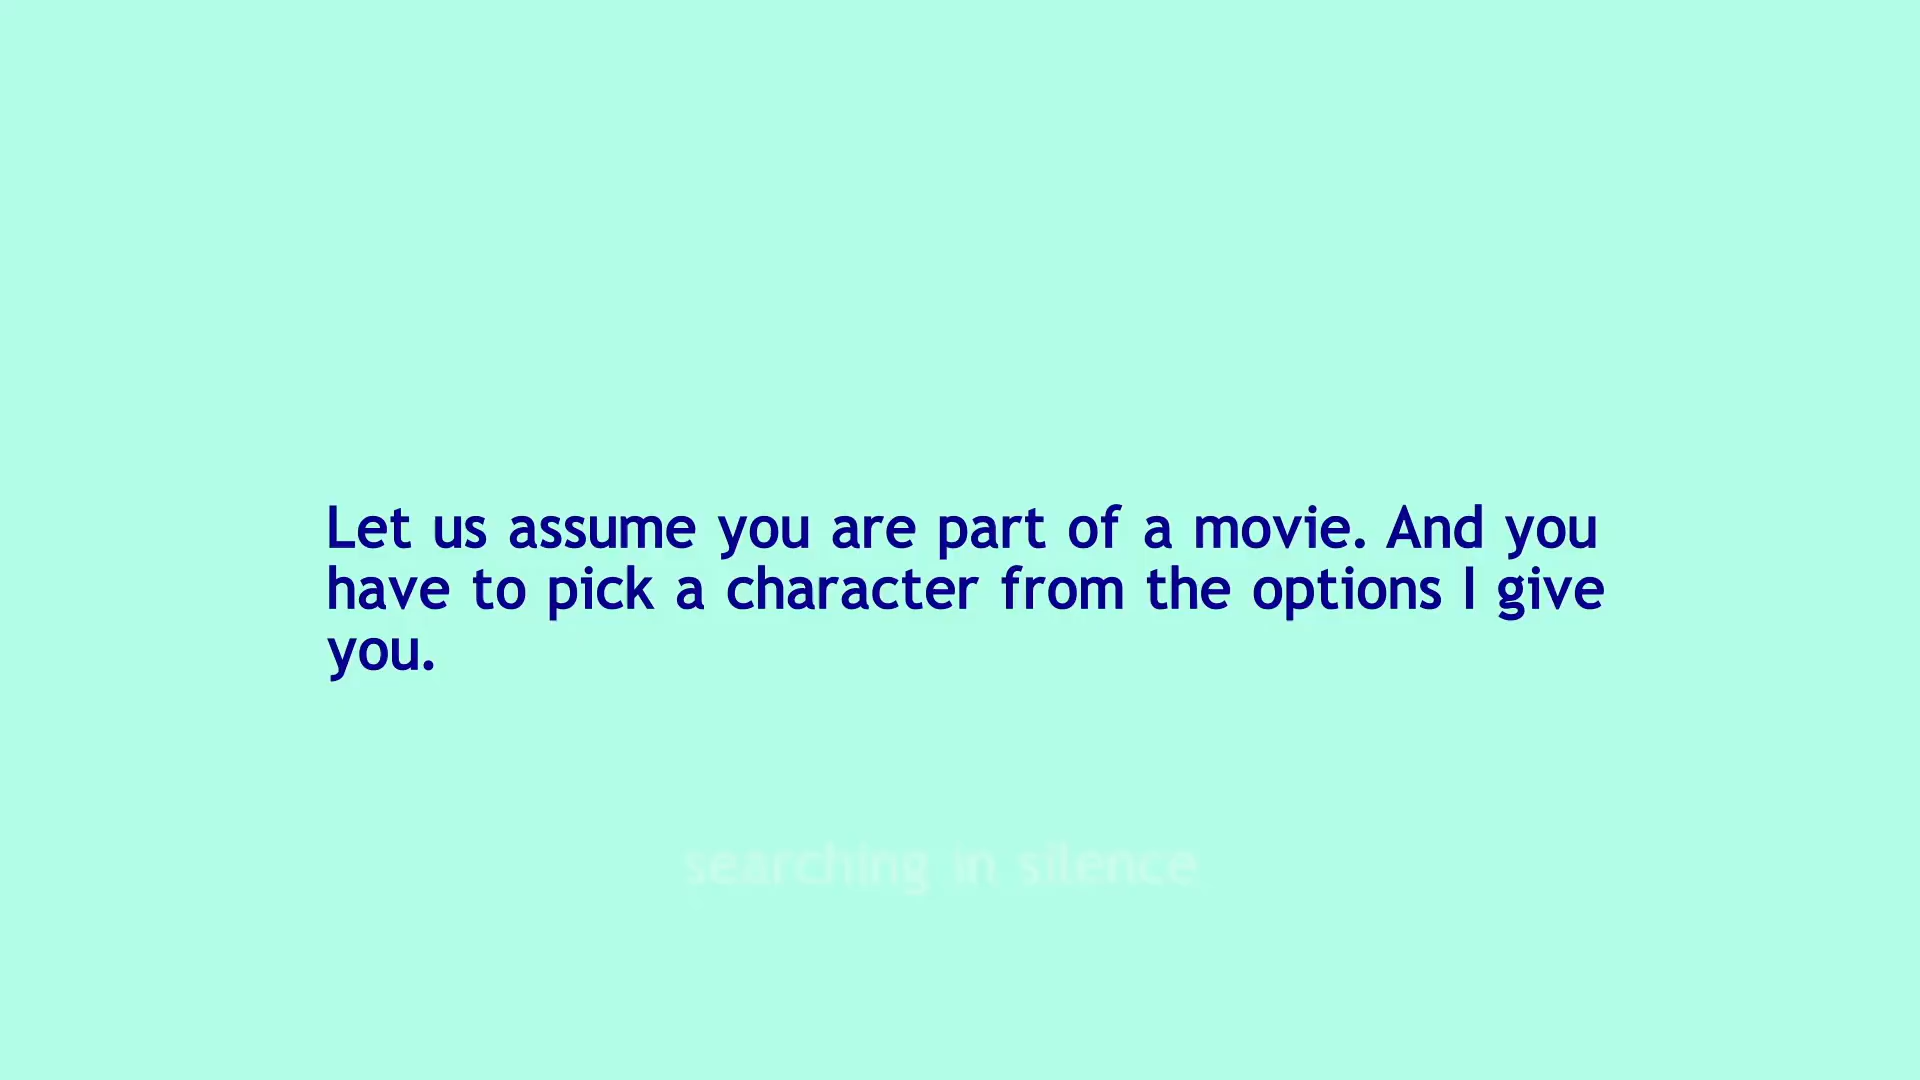 Let us assume you are part of a movie. And you
have to pick a character from the options I give
you.
searching in silence